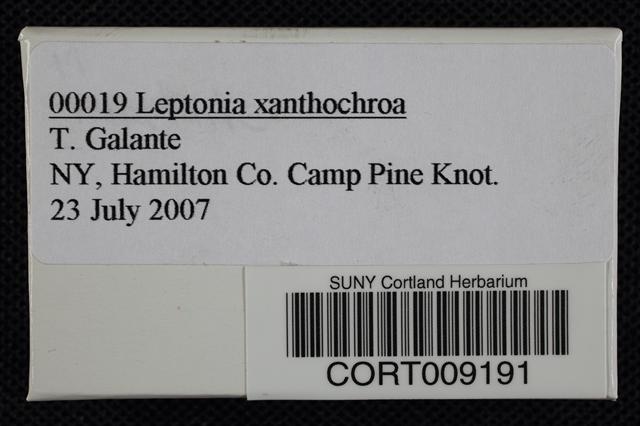 00019 Leptonia xanthochroa
T. Galante
NY, Hamilton Co. Camp Pine Knot.
23 July 2007
SUNY Cortland Herbarium
CORT009191